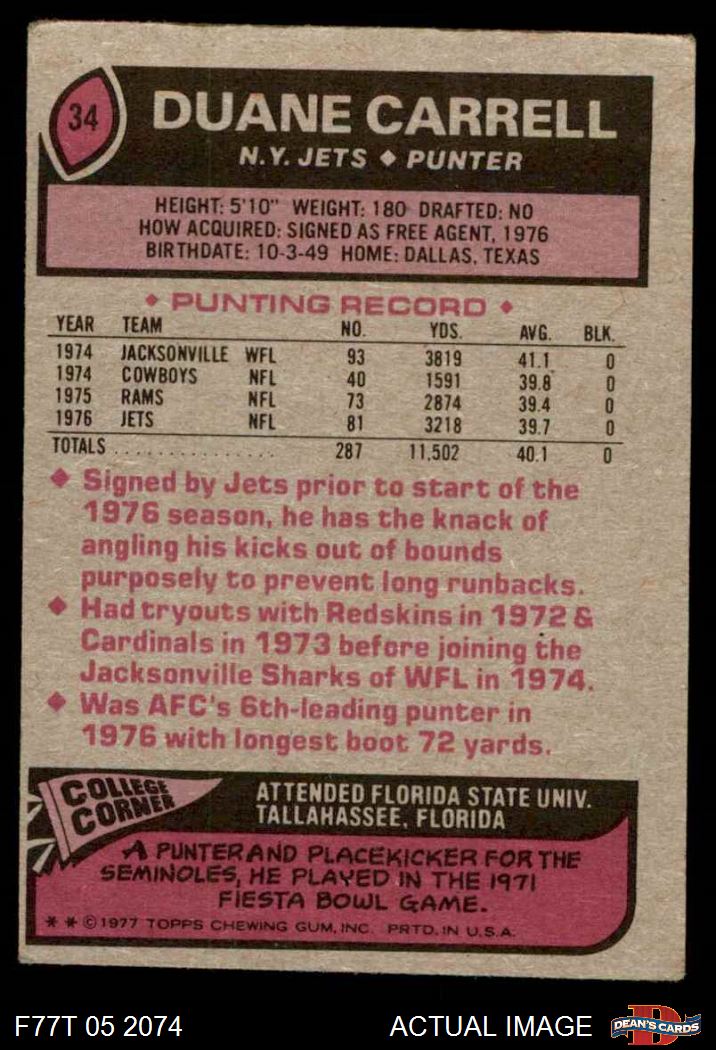 34
DUANE CARRELL
N.Y. JETS ◆ PUNTER
HEIGHT: 5'10" WEIGHT: 180 DRAFTED: NO
HOW ACQUIRED: SIGNED AS FREE AGENT, 1976
BIRTHDATE: 10-3-49 HOME: DALLAS, TEXAS
◆ PUNTING RECORD ◆
YEAR TEAM NO. YDS. AVG. BLK.
1974 JACKSONVILLE WFL 93 3819 41.1 0
1974 COWBOYS NFL 40 1591 39.8 0
1975 RAMS NFL 73 2874 39.4 0
1976 JETS NFL 81 3218 39.7 0
TOTALS . . . . . . . . . . . . . . . 287 11,502 40.1 0
◆ Signed by Jets prior to start of the
1976 season, he has the knack of
angling his kicks out of bounds
purposely to prevent long runbacks.
◆ Had tryouts with Redskins in 1972 &
Cardinals in 1973 before joining the
Jacksonville Sharks of WFL in 1974.
◆ Was AFC's 6th-leading punter in
1976 with longest boot 72 yards.
COLLEGE
CORNER
ATTENDED FLORIDA STATE UNIV.
TALLAHASSEE, FLORIDA
A PUNTER AND PLACEKICKER FOR THE
SEMINOLES, HE PLAYED IN THE 1971
FIESTA BOWL GAME.
* * © 1977 TOPPS CHEWING GUM, INC. PRTD. IN U.S.A.
F77T 05 2074 ACTUAL IMAGE
D
DEAN'S CARDS